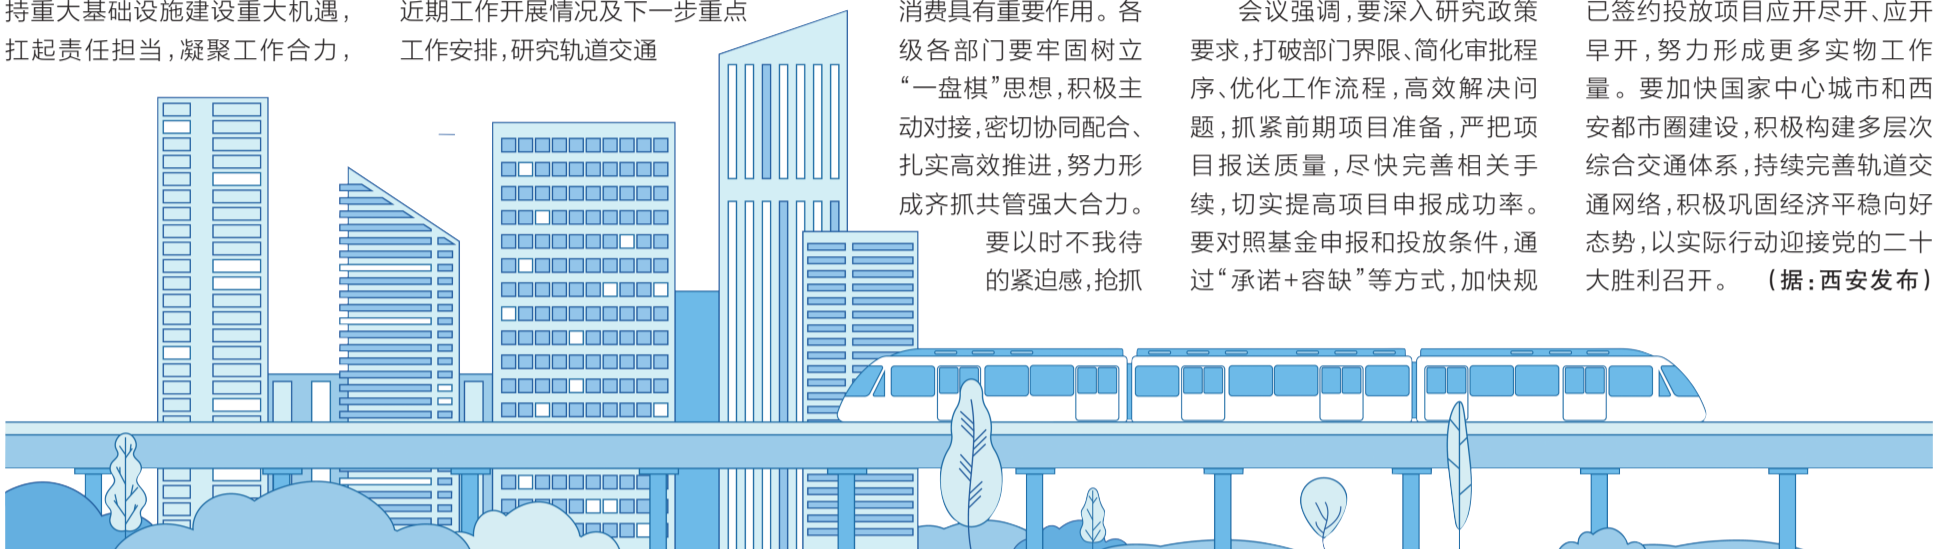 持重大基础设施建设重大机遇，
扛起责任担当，凝聚工作合力，
近期工作开展情况及下一步重点
工作安排，研究轨道交通
消费具有重要作用。各
级各部门要牢固树立
“一盘棋”思想，积极主
动对接，密切协同配合、
扎实高效推进，努力形
成齐抓共管强大合力。
要以时不我待
的紧迫感，抢抓
会议强调，要深入研究政策
要求，打破部门界限、简化审批程
序、优化工作流程，高效解决问
题，抓紧前期项目准备，严把项
目报送质量，尽快完善相关手
续，切实提高项目申报成功率。
要对照基金申报和投放条件，通
过“承诺+容缺”等方式，加快规
已签约投放项目应开尽开、应开
早开，努力形成更多实物工作
量。要加快国家中心城市和西
安都市圈建设，积极构建多层次
综合交通体系，持续完善轨道交
通网络，积极巩固经济平稳向好
态势，以实际行动迎接党的二十
大胜利召开。 （据：西安发布）